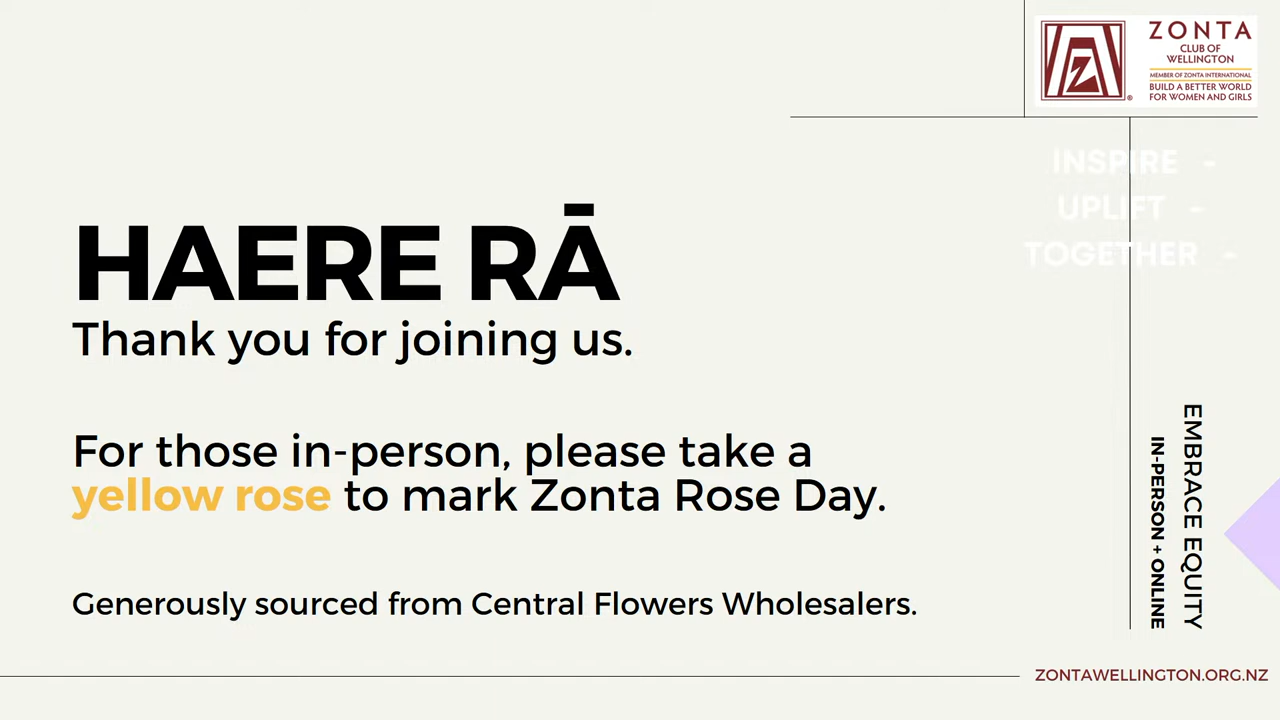 ZONTA
CLUB OF
WELLINGTON
MEMBER OF ZONTA INTERNATIONAL
BUILD A BETTER WORLD
FOR WOMEN AND GIRLS
INSPIRE -
UPLIFT -
TOGETHER -
HAERE RĀ
Thank you for joining us.
For those in-person, please take a
yellow rose to mark Zonta Rose Day.
Generously sourced from Central Flowers Wholesalers.
EMBRACE EQUITY
IN-PERSON + ONLINE
ZONTAWELLINGTON.ORG.NZ